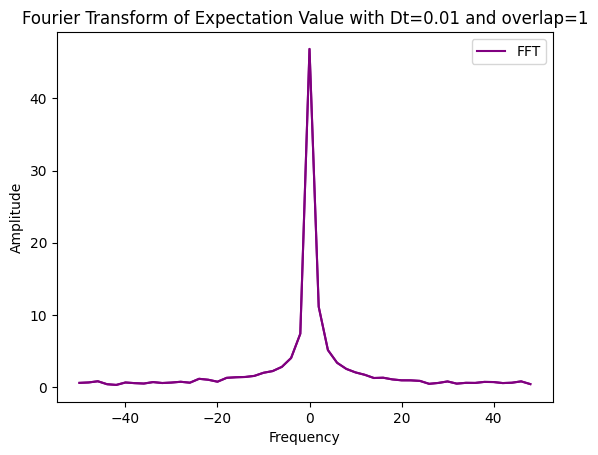 Fourier Transform of Expectation Value with Dt=0.01 and overlap=1
FFT
Amplitude
40
30
20
10
0
−40
−20
0
20
40
Frequency